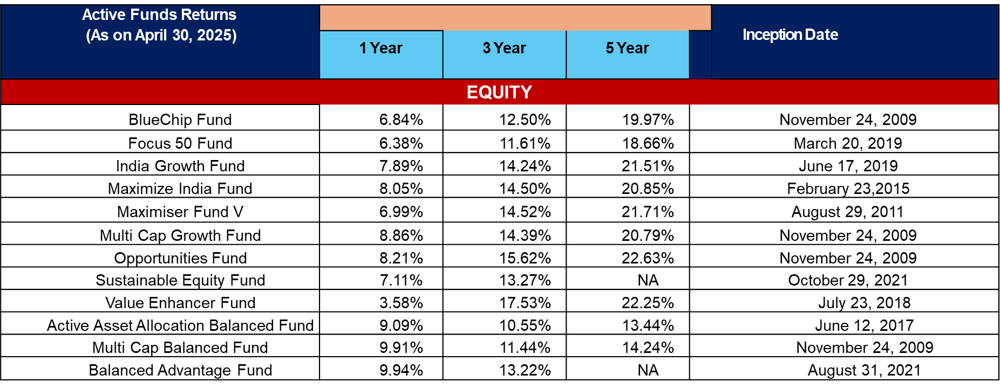 Active Funds Returns
(As on April 30, 2025)
1 Year 3 Year 5 Year
Inception Date
EQUITY
BlueChip Fund 6.84% 12.50% 19.97% November 24, 2009
Focus 50 Fund 6.38% 11.61% 18.66% March 20, 2019
India Growth Fund 7.89% 14.24% 21.51% June 17, 2019
Maximize India Fund 8.05% 14.50% 20.85% February 23,2015
Maximiser Fund V 6.99% 14.52% 21.71% August 29, 2011
Multi Cap Growth Fund 8.86% 14.39% 20.79% November 24, 2009
Opportunities Fund 8.21% 15.62% 22.63% November 24, 2009
Sustainable Equity Fund 7.11% 13.27% NA October 29, 2021
Value Enhancer Fund 3.58% 17.53% 22.25% July 23, 2018
Active Asset Allocation Balanced Fund 9.09% 10.55% 13.44% June 12, 2017
Multi Cap Balanced Fund 9.91% 11.44% 14.24% November 24, 2009
Balanced Advantage Fund 9.94% 13.22% NA August 31, 2021